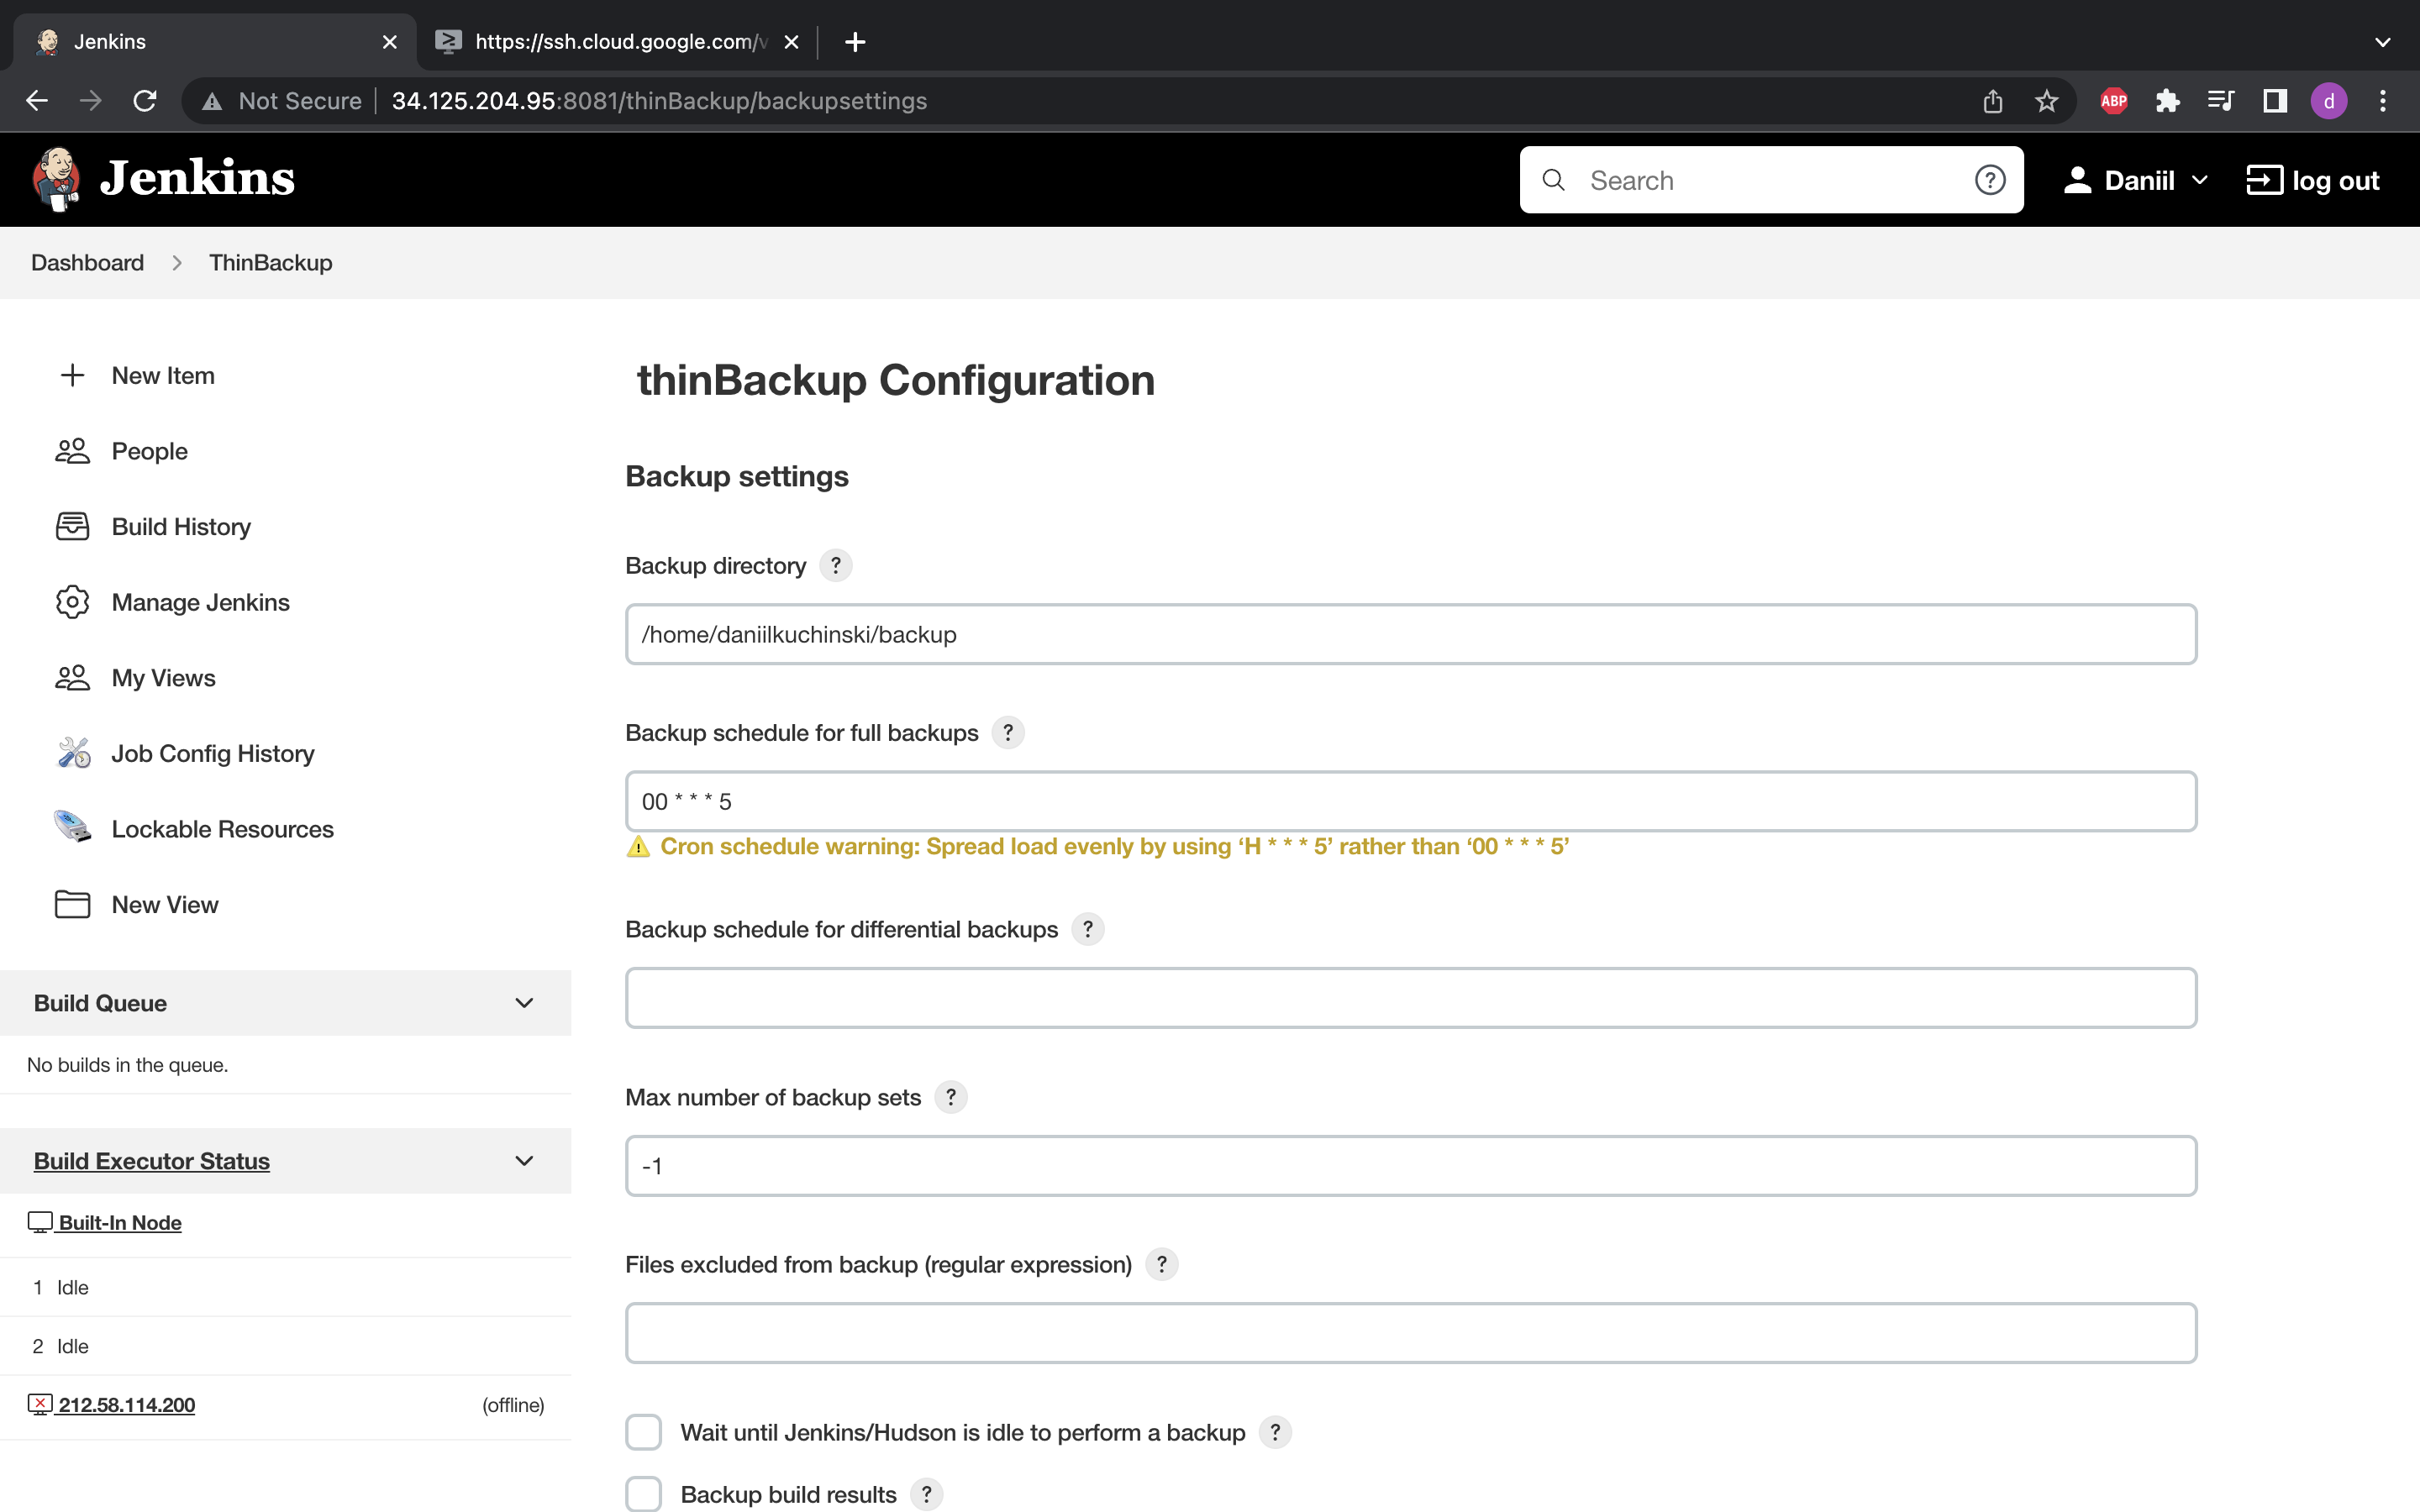 Jenkins
https://ssh.cloud.google.com/v
Not Secure
34.125.204.95:8081/thinBackup/backupsettings
ABP
d
Jenkins
Search
?
Daniil
log out
Dashboard
ThinBackup
New Item
People
Build History
Manage Jenkins
My Views
Job Config History
Lockable Resources
New View
Build Queue
No builds in the queue.
Build Executor Status
Built-In Node
1 Idle
2 Idle
212.58.114.200 (offline)
thinBackup Configuration
Backup settings
Backup directory ?
/home/daniilkuchinski/backup
Backup schedule for full backups ?
00 * * * 5
Cron schedule warning: Spread load evenly by using ‘H * * * 5’ rather than ‘00 * * * 5’
Backup schedule for differential backups ?
Max number of backup sets ?
-1
Files excluded from backup (regular expression) ?
Wait until Jenkins/Hudson is idle to perform a backup ?
Backup build results ?